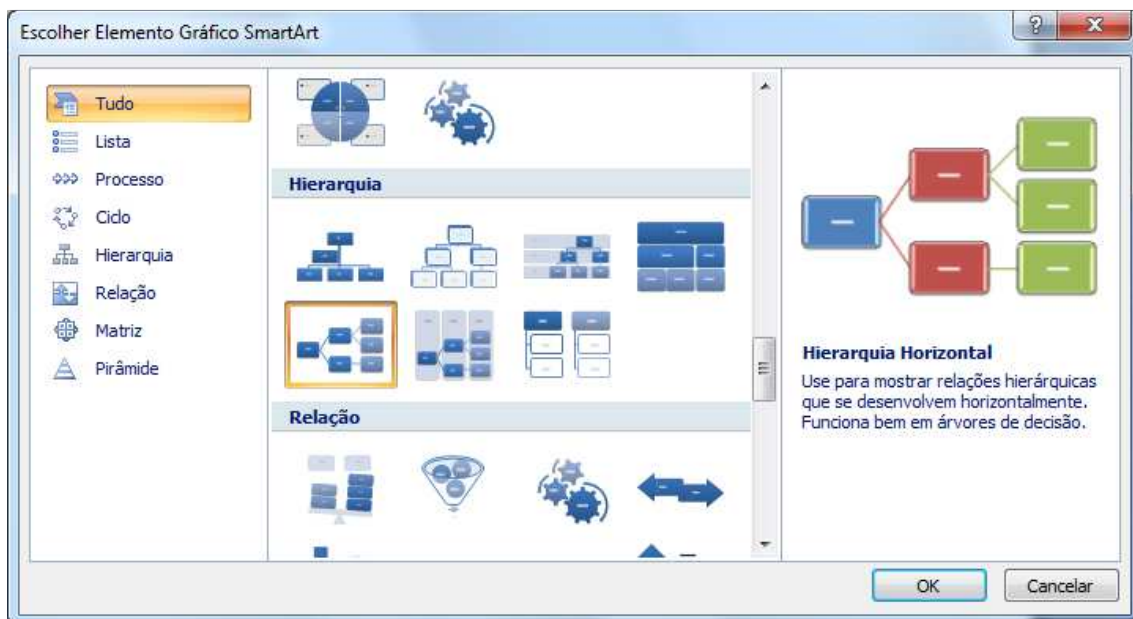 Escolher Elemento Gráfico SmartArt
Tudo
Lista
Processo
Ciclo
Hierarquia
Relação
Matriz
Pirâmide
Hierarquia
Relação
Hierarquia Horizontal
Use para mostrar relações hierárquicas
que se desenvolvem horizontalmente.
Funciona bem em árvores de decisão.
OK
Cancelar